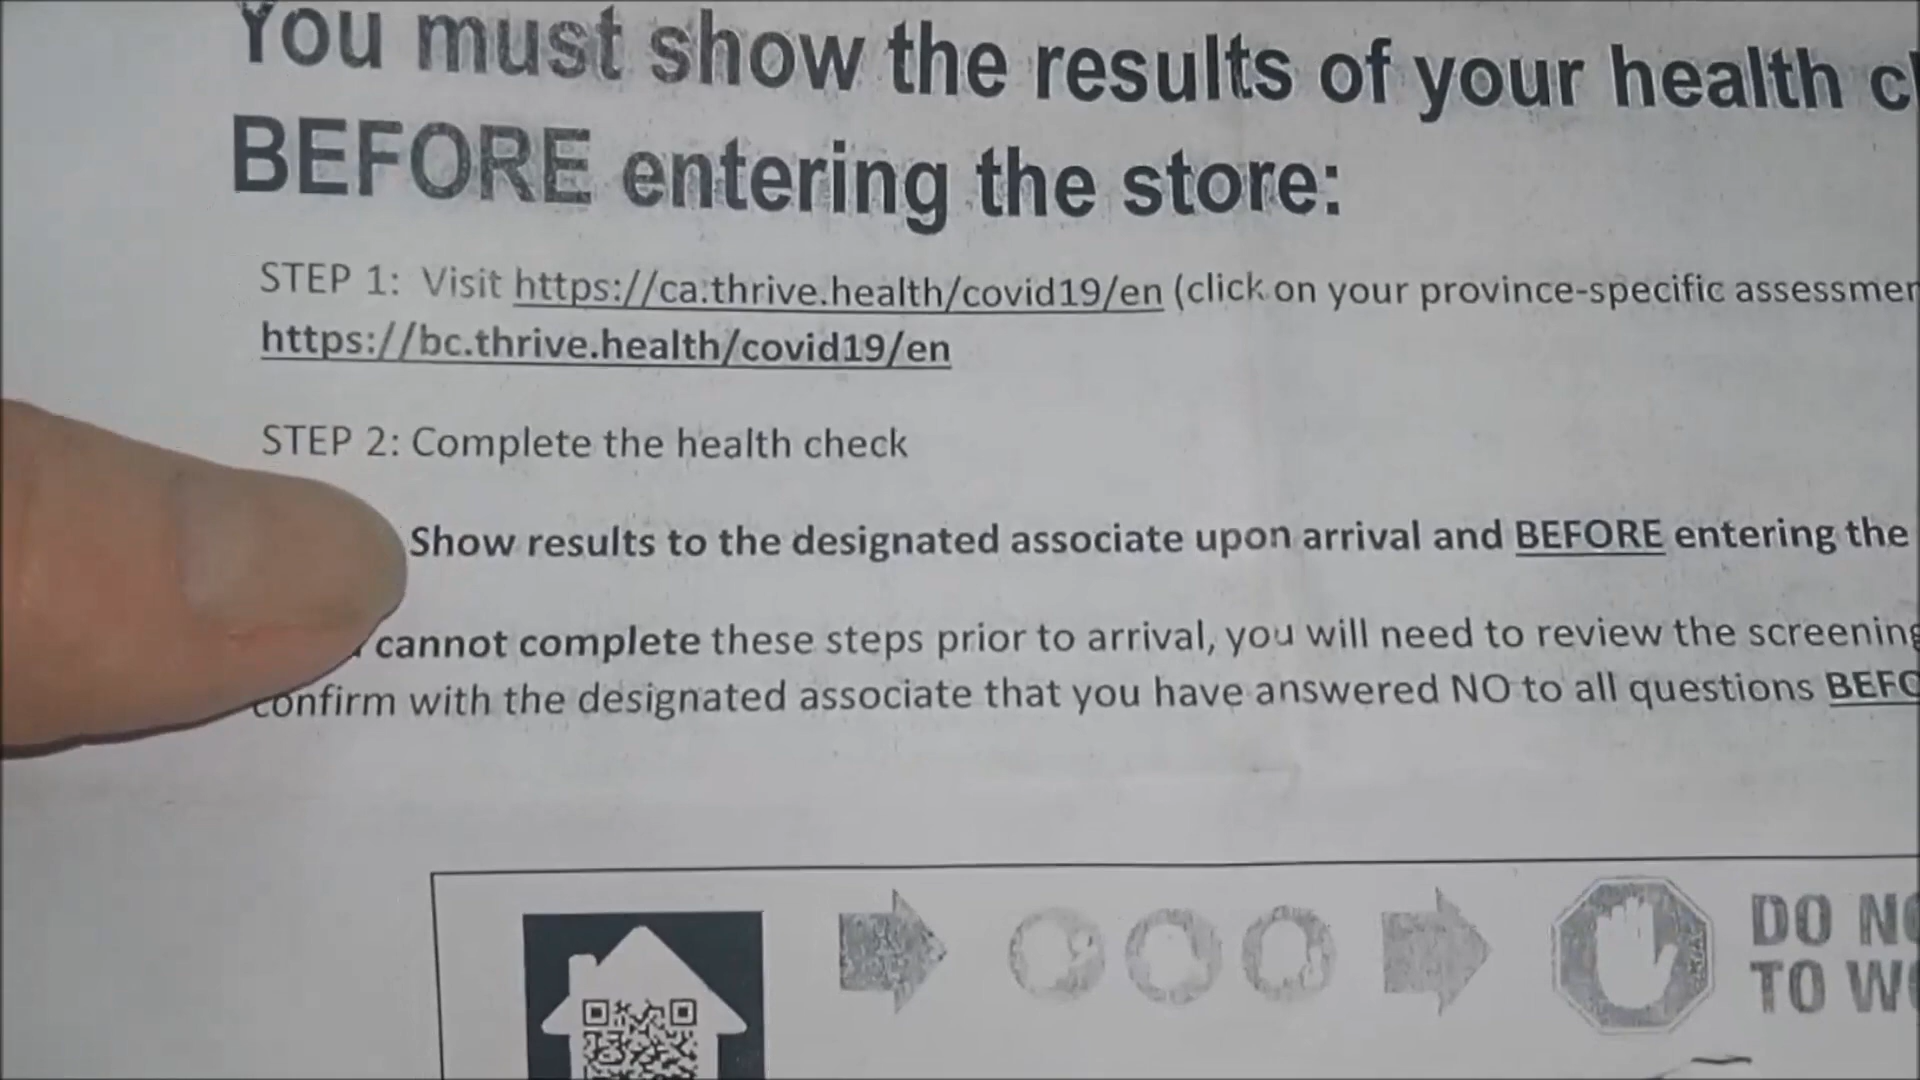 You must show the results of your health
BEFORE entering the store:
STEP 1: Visit https://ca.thrive.health/covid19/en (click on your province-specific
https://bc.thrive.health/covid19/en
STEP 2: Complete the health check
Show results to the designated associate upon arrival and BEFORE entering the
cannot complete these steps prior to arrival, you will need to review the screening
confirm with the designated associate that you have answered NO to all questions
DO
TO